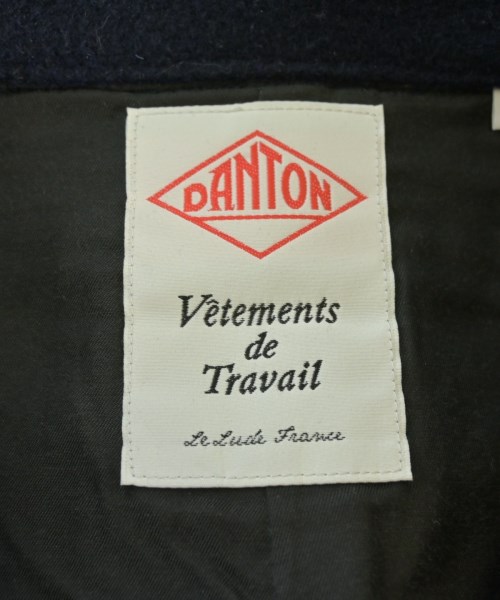 DANTON
Vêtements
de
Travail
Le Lude France